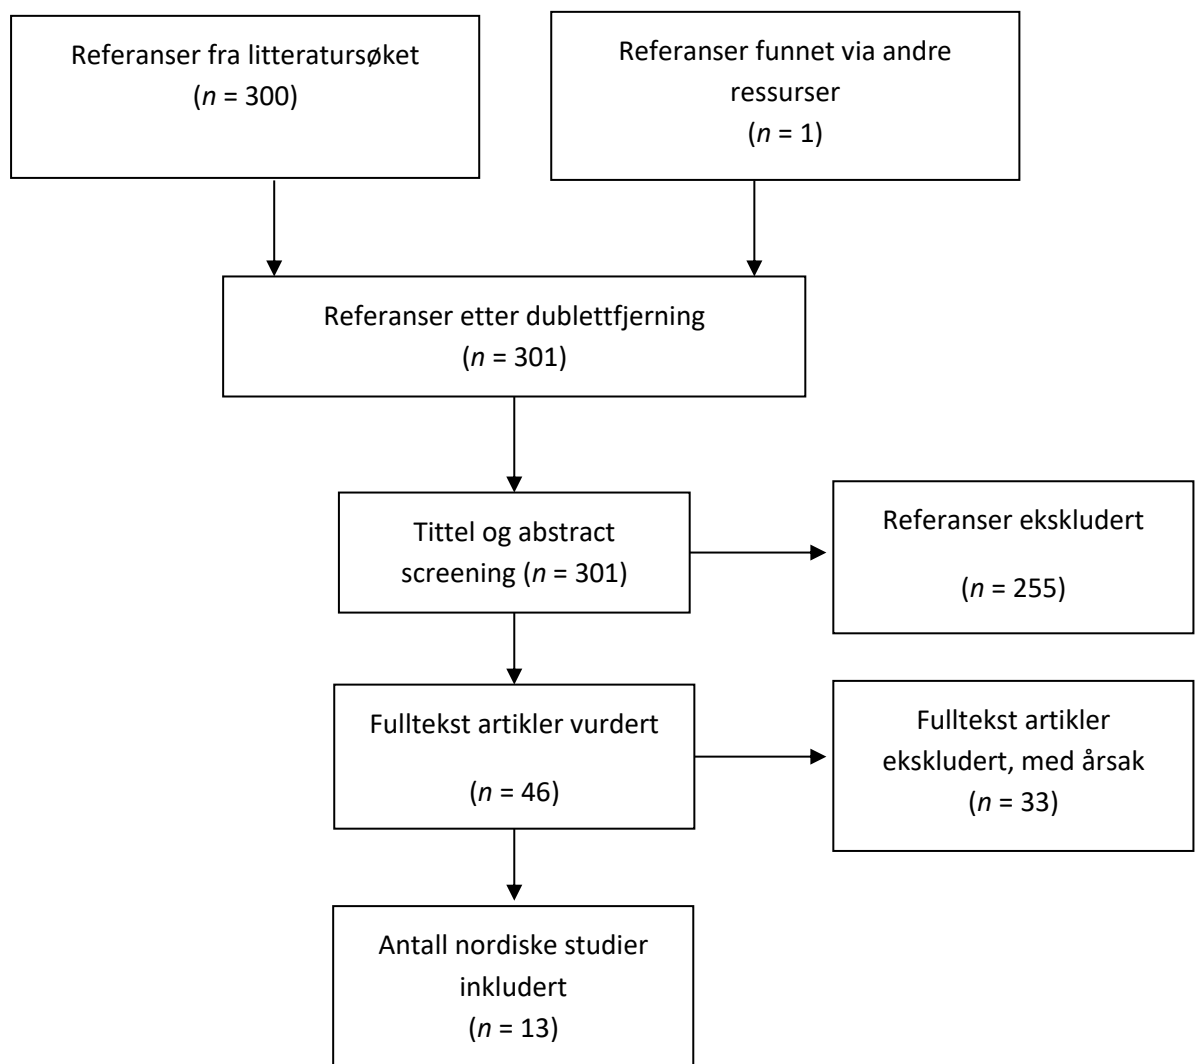 Referanser fra litteratursøket
(n = 300)
Referanser funnet via andre
ressurser
(n = 1)
Referanser etter dublettfjerning
(n = 301)
Tittel og abstract
screening (n = 301)
Referanser ekskludert
(n = 255)
Fulltekst artikler vurdert
(n = 46)
Fulltekst artikler
ekskludert, med årsak
(n = 33)
Antall nordiske studier
inkludert
(n = 13)